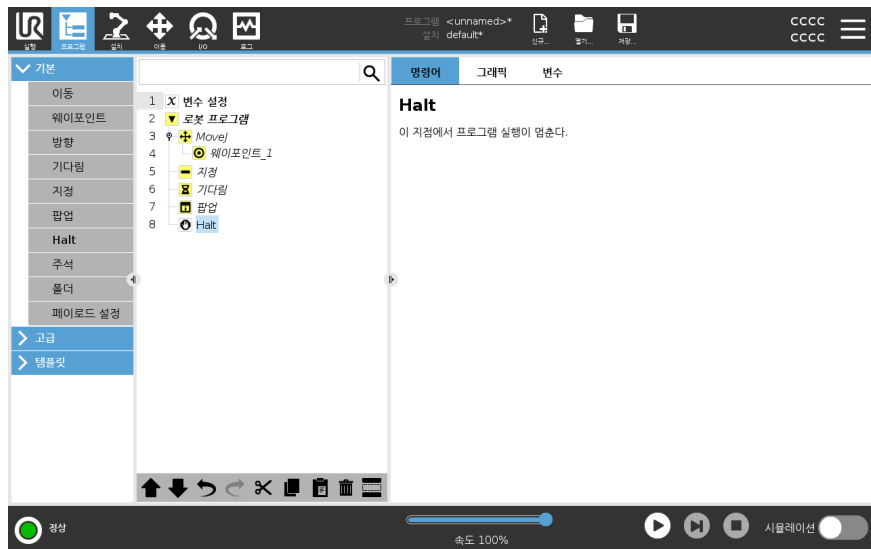 UR
실행
프로그램
설치
이동
I/O
로그
프로그램 <unnamed>*
설치 default*
신규...
열기...
저장...
CCCC
CCCC
기본
이동
웨이포인트
방향
기다림
지정
팝업
Halt
주석
폴더
페이로드 설정
고급
템플릿
1 X 변수 설정
2 로봇 프로그램
3 MoveJ
4 웨이포인트_1
5 지정
6 기다림
7 팝업
8 Halt
명령어 그래픽 변수
Halt
이 지점에서 프로그램 실행이 멈춘다.
정상
속도 100%
시뮬레이션